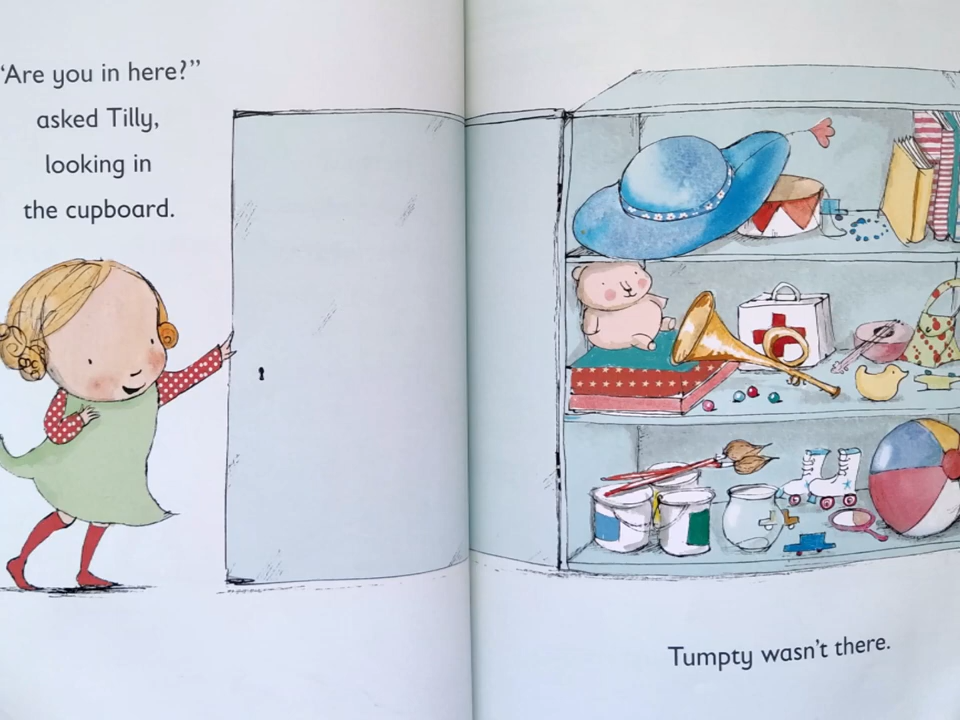 “Are you in here?”
asked Tilly,
looking in
the cupboard.
Tumpty wasn’t there.